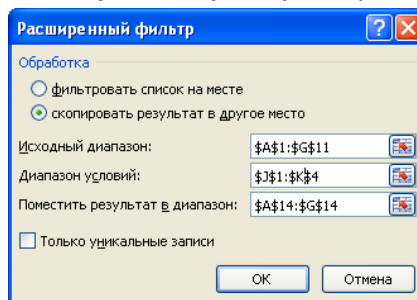 Расширенный фильтр
Обработка
фильтровать список на месте
скопировать результат в другое место
Исходный диапазон: $A$1:$G$11
Диапазон условий: $J$1:$K$4
Поместить результат в диапазон: $A$14:$G$14
Только уникальные записи
ОК Отмена